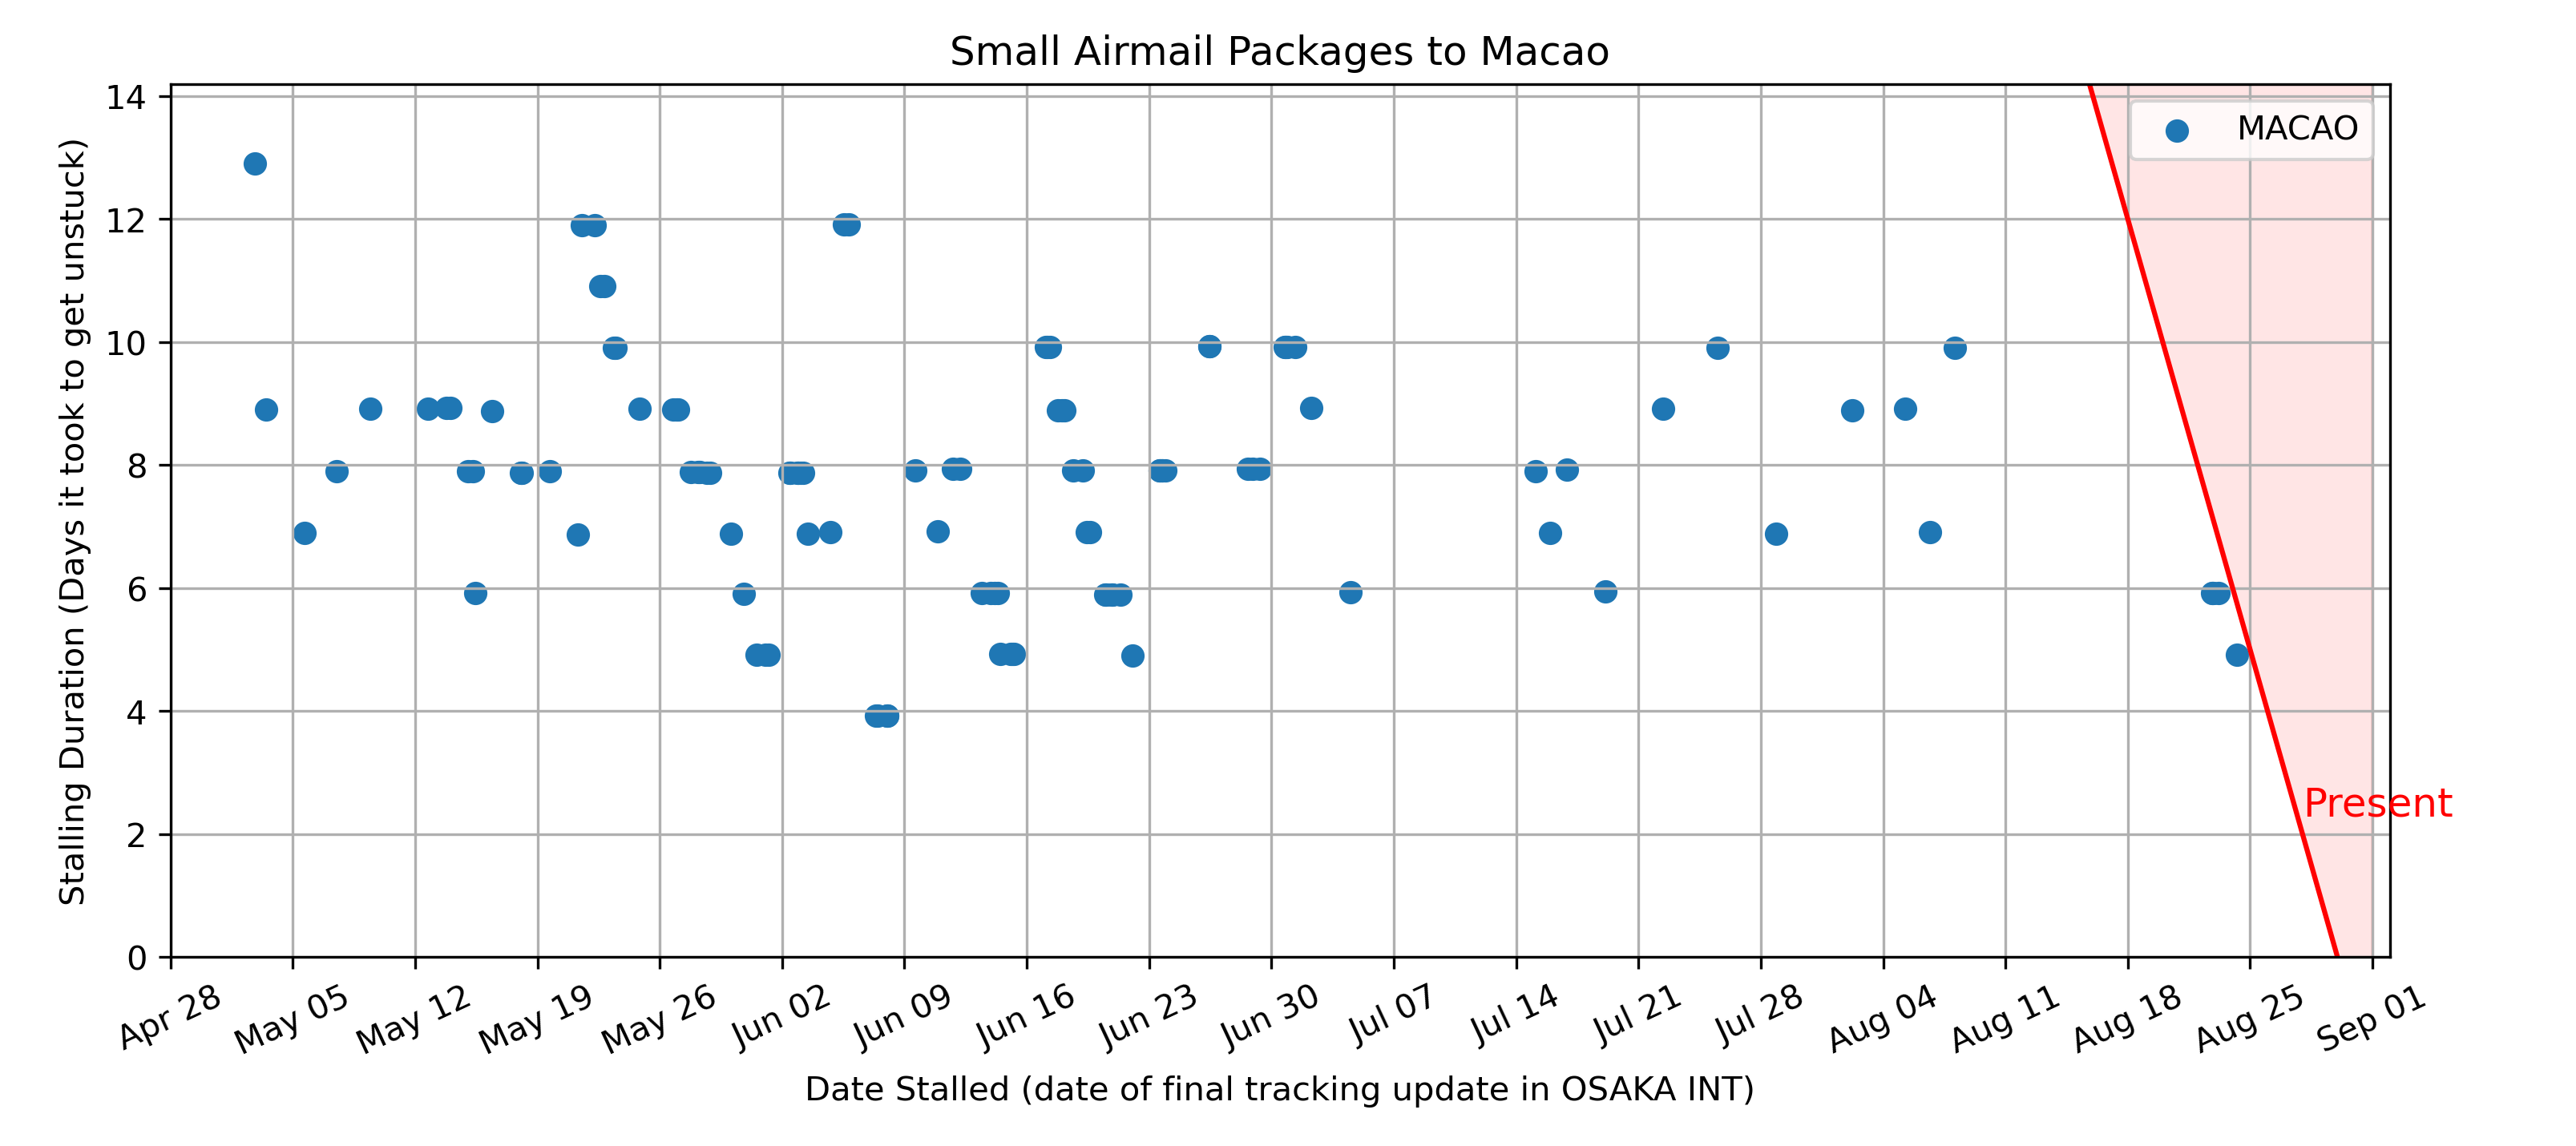 Small Airmail Packages to Macao
Stalling Duration (Days it took to get unstuck)
14
12
10
8
6
4
2
0
MACAO
Present
Apr 28
May 05
May 12
May 19
May 26
Jun 02
Jun 09
Jun 16
Jun 23
Jun 30
Jul 07
Jul 14
Jul 21
Jul 28
Aug 04
Aug 11
Aug 18
Aug 25
Sep 01
Date Stalled (date of final tracking update in OSAKA INT)